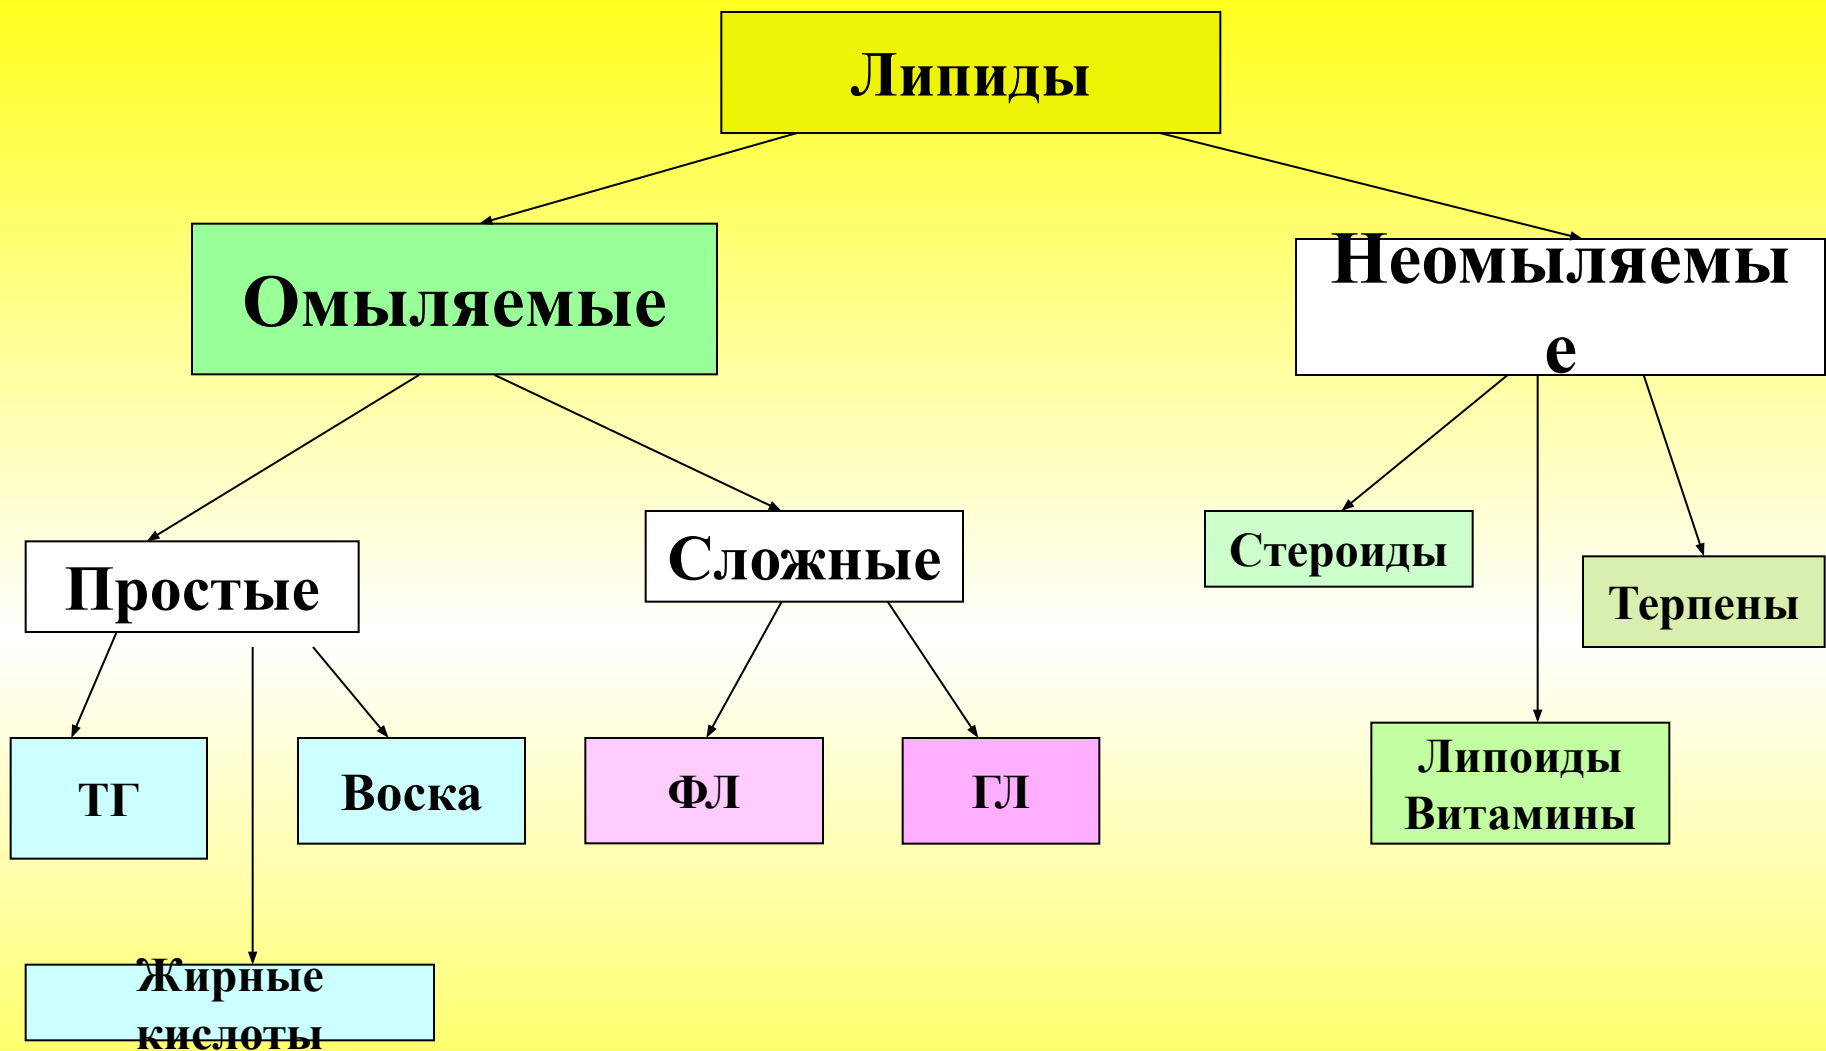 Липиды
Омыляемые
Неомыляемы
е
Простые
Сложные
Стероиды
Терпены
ТГ
Воска
ФЛ
ГЛ
Липоиды
Витамины
Жирные
кислоты